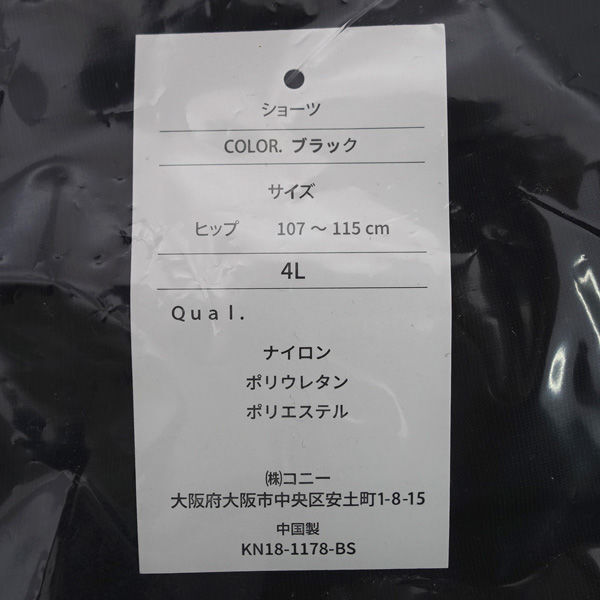 ショーツ
COLOR. ブラック
サイズ
ヒップ 107～115 cm
4L
Qual.
ナイロン
ポリウレタン
ポリエステル
㈱コニー
大阪府大阪市中央区安土町1-8-15
中国製
KN18-1178-BS